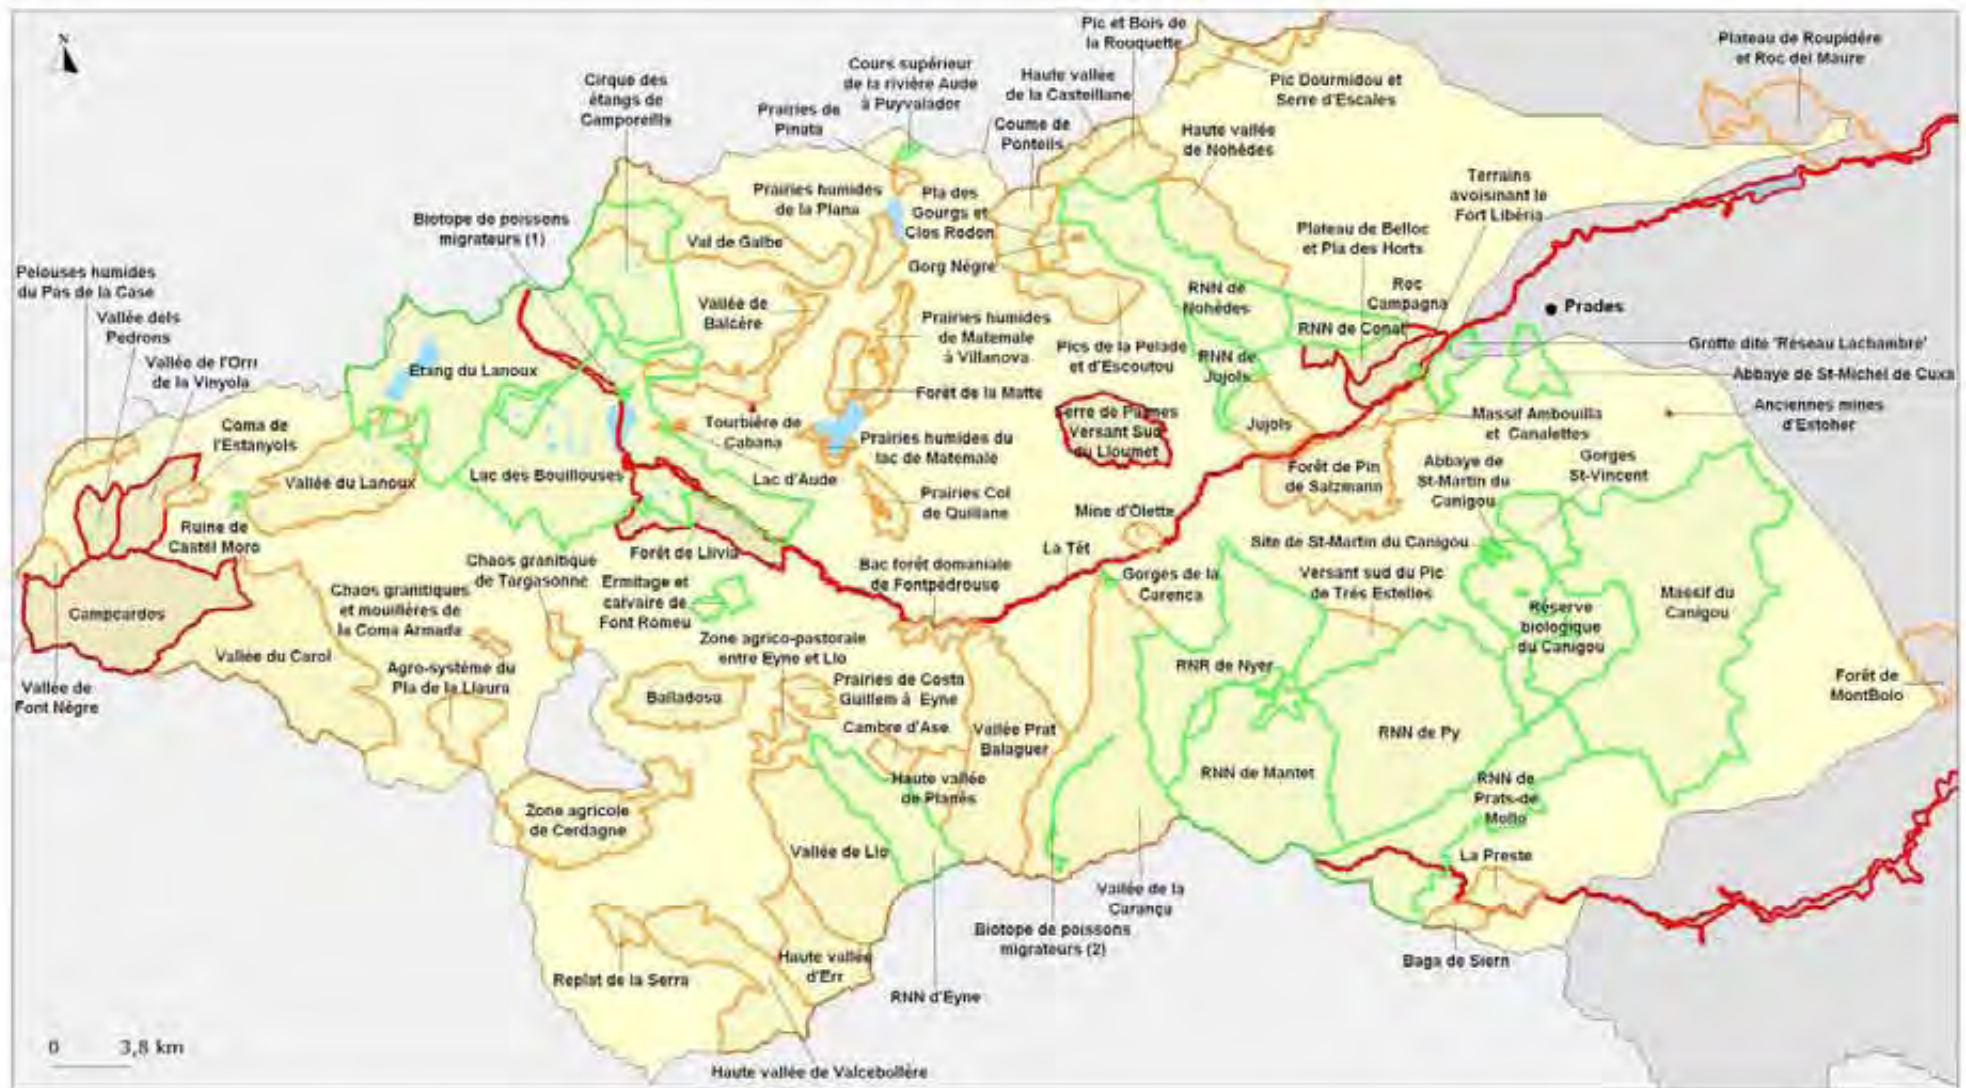 N
Pic et Bois de
la Rouquette
Plateau de Roupidère
et Roc del Maure
Cours supérieur
de la rivière Aude
à Puyvalador
Haute vallée
de la Castellane
Pic Dourmidou et
Serre d'Escales
Cirque des
étangs de
Camporeills
Prairies de
Pinata
Coume de
Ponteils
Haute vallée
de Nohèdes
Terrains
avoisinant le
Fort Libéria
Prairies humides
de la Plana
Pla des
Gourgs et
Clos Rodon
Biotope de poissons
migrateurs (1)
Val de Galbe
Plateau de Belloc
et Pla des Horts
Gorg Nègre
Pelouses humides
du Pas de la Case
RNN de
Nohèdes
Roc
Campagna
Prades
Vallée de
Balcère
Vallée dels
Pedrons
Prairies humides
de Matemale
à Villanova
RNN de Conat
Grotte dite 'Réseau Lachambre'
Vallée de l'Orri
de la Vinyola
Pics de la Pelade
et d'Escoutou
RNN de
Jujols
Etang du Lanoux
Abbaye de St-Michel de Cuxa
Forêt de la Matte
Anciennes mines
d'Estoher
Serre de Palmes
Versant Sud
du Lloumet
Massif Ambouilla
et Canalettes
Tourbière de
Cabana
Jujols
Coma de
l'Estanyols
Prairies humides du
lac de Matemale
Abbaye de
St-Martin du
Canigou
Gorges
St-Vincent
Vallée du Lanoux
Lac des Bouillouses
Lac d'Aude
Forêt de Pin
de Salzmann
Prairies Col
de Quillane
Mine d'Olette
Ruine de
Castel Moro
Forêt de Llivia
La Têt
Site de St-Martin du Canigou
Chaos granitique
de Targasonne
Bac forêt domaniale
de Fontpédrouse
Gorges de la
Carença
Versant sud du Pic
de Très Estelles
Chaos granitiques
et mouillères de
la Coma Armada
Ermitage et
calvaire de
Font Romeu
Massif du
Canigou
Campcardos
Réserve
biologique
du Canigou
Zone agrico-pastorale
entre Eyne et Llo
Vallée du Carol
Agro-système du
Pla de la Llaura
RNR de Nyer
Prairies de Costa
Guillem à Eyne
Vallée de
Font Nègre
Balladosa
Forêt de
MontBolo
Cambre d'Ase
Vallée Prat
Balaguer
RNN de Py
RNN de Mantet
Haute vallée
de Planès
RNN de
Prats-de
Mollo
Zone agricole
de Cerdagne
Vallée de Llo
La Preste
Vallée de la
Carançu
Biotope de poissons
migrateurs (2)
Haute vallée
d'Err
Baga de Siern
Replat de la Serra
RNN d'Eyne
0 3,8 km
Haute vallée de Valcebollère